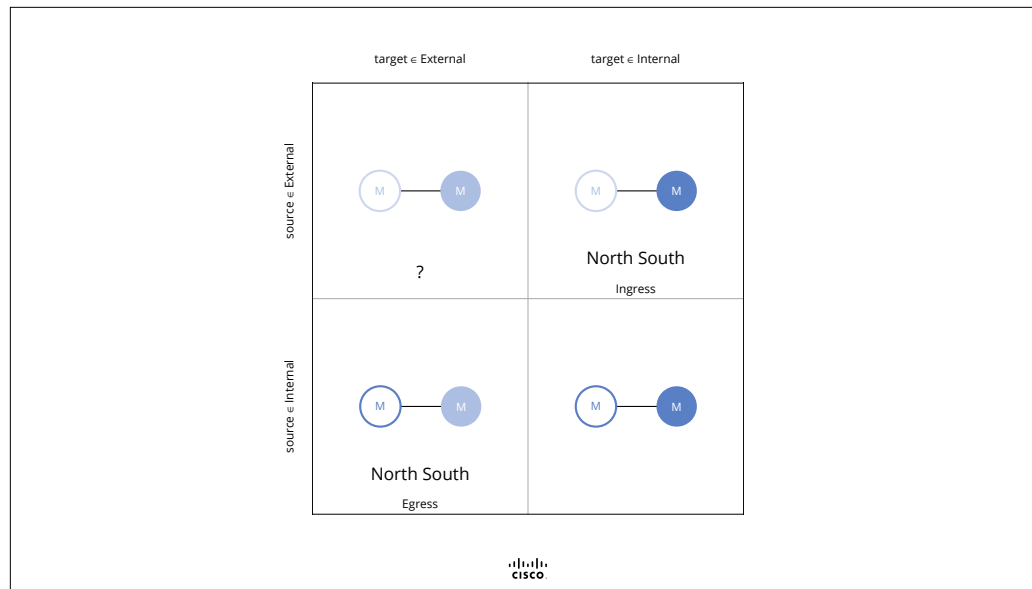 target ∈ External
target ∈ Internal
source ∈ External
M
M
M
M
?
North South
Ingress
source ∈ Internal
M
M
M
M
North South
Egress
CISCO